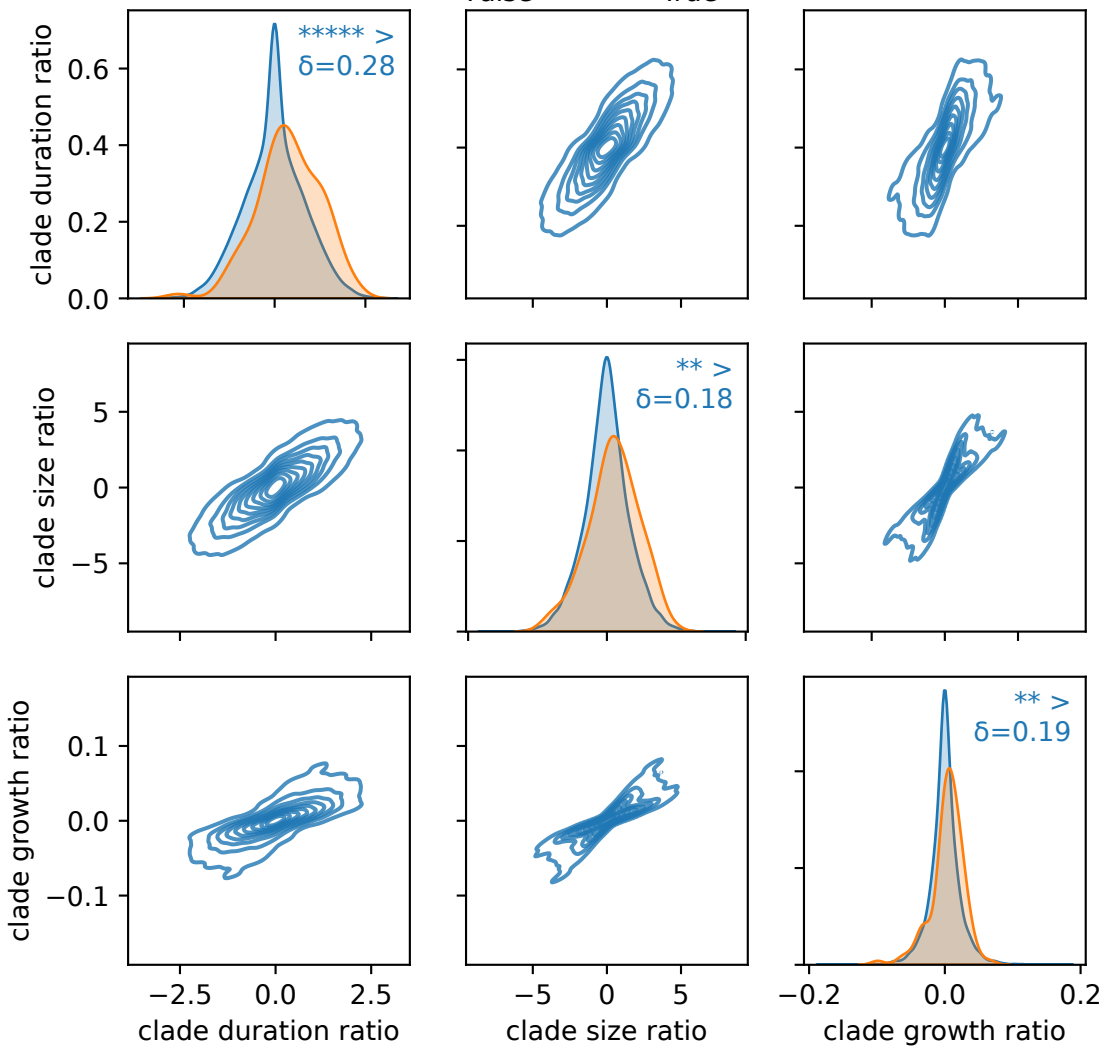 clade duration ratio
0.6
0.4
0.2
0.0
***** >
δ=0.28
clade size ratio
5
0
−5
** >
δ=0.18
clade growth ratio
0.1
0.0
−0.1
** >
δ=0.19
−2.5 0.0 2.5
−5 0 5
−0.2 0.0 0.2
clade duration ratio
clade size ratio
clade growth ratio